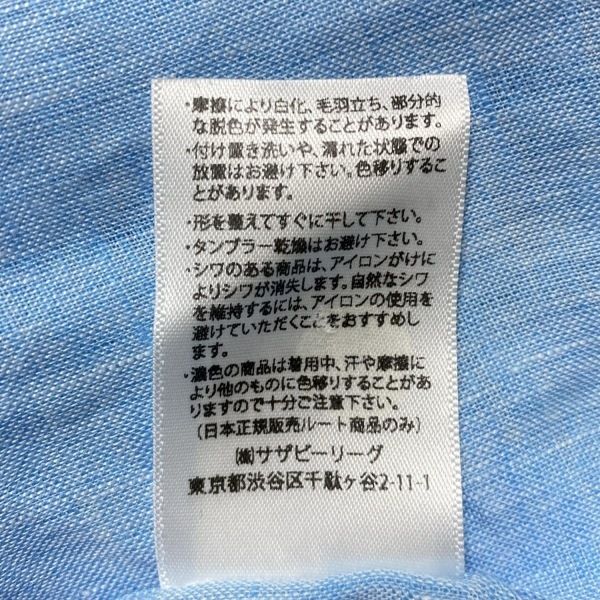 ・摩擦により白化、毛羽立ち、部分的
な脱色が発生することがあります。
・付け置き洗いや、濡れた状態での
放置はお避け下さい。色移りするこ
とがあります。
・形を整えてすぐに干して下さい。
・タンブラー乾燥はお避け下さい。
・シワのある商品は、アイロンがけに
よりシワが消失します。自然なシワ
を維持するには、アイロンの使用を
避けていただくことをおすすめし
ます。
・濃色の商品は着用中、汗や摩擦に
より他のものに色移りすることがあ
りますので十分ご注意下さい。
(日本正規販売ルート商品のみ)
㈱サザビーリーグ
東京都渋谷区千駄ヶ谷2-11-1